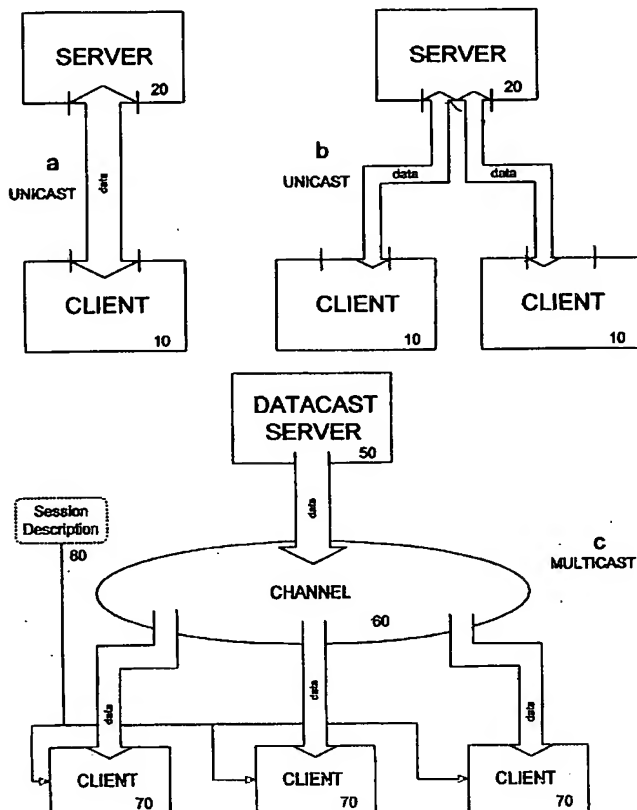 SERVER
20
a
UNICAST
data
CLIENT
10
SERVER
20
b
UNICAST
data
data
CLIENT
10
CLIENT
10
DATACAST
SERVER
50
data
Session
Description
80
C
MULTICAST
CHANNEL
60
data
data
data
CLIENT
70
CLIENT
70
CLIENT
70